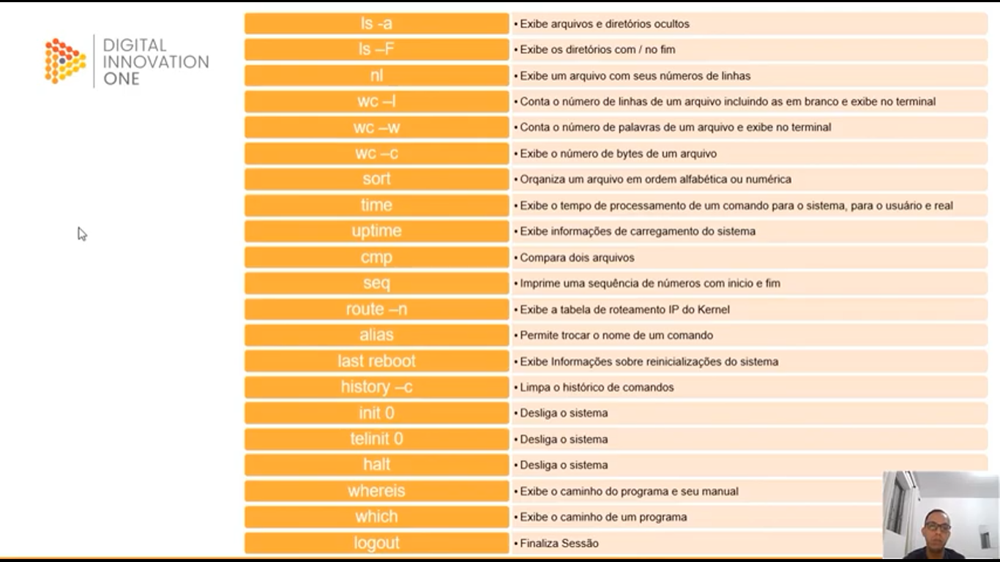 DIGITAL
INNOVATION
ONE
ls -a
• Exibe arquivos e diretórios ocultos
ls –F
• Exibe os diretórios com / no fim
nl
• Exibe um arquivo com seus números de linhas
wc –l
• Conta o número de linhas de um arquivo incluindo as em branco e exibe no terminal
wc –w
• Conta o número de palavras de um arquivo e exibe no terminal
wc –c
• Exibe o número de bytes de um arquivo
sort
• Orqaniza um arquivo em ordem alfabética ou numérica
time
• Exibe o tempo de processamento de um comando para o sistema, para o usuário e real
uptime
• Exibe informações de carregamento do sistema
cmp
• Compara dois arquivos
seq
• Imprime uma sequência de números com inicio e fim
route –n
• Exibe a tabela de roteamento IP do Kernel
alias
• Permite trocar o nome de um comando
last reboot
• Exibe Informações sobre reinicializações do sistema
history –c
• Limpa o histórico de comandos
init 0
• Desliga o sistema
telinit 0
• Desliga o sistema
halt
• Desliga o sistema
whereis
• Exibe o caminho do programa e seu manual
which
• Exibe o caminho de um programa
logout
• Finaliza Sessão